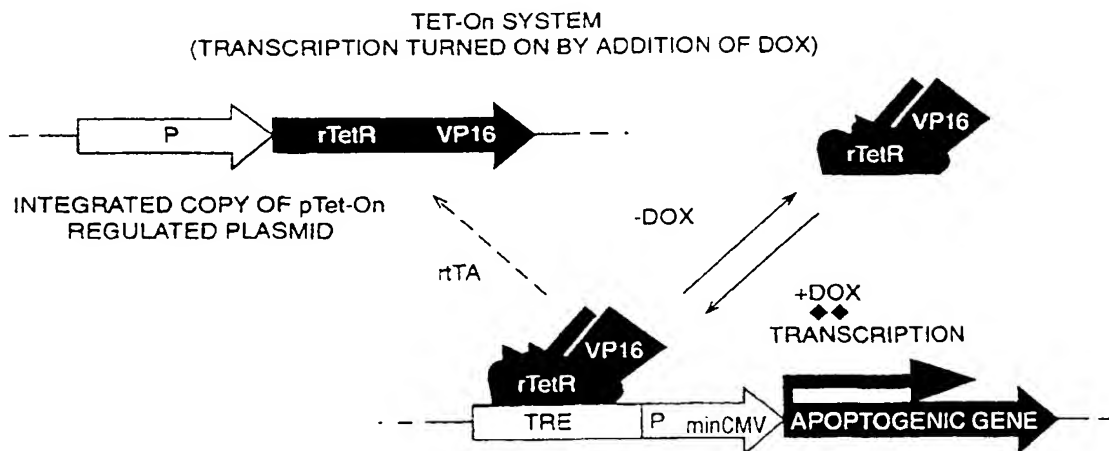 TET-On SYSTEM
(TRANSCRIPTION TURNED ON BY ADDITION OF DOX)
P
rTetR VP16
VP16
rTetR
INTEGRATED COPY OF pTet-On
REGULATED PLASMID
-DOX
rtTA
+DOX
TRANSCRIPTION
VP16
rTetR
TRE
P minCMV
APOPTOGENIC GENE